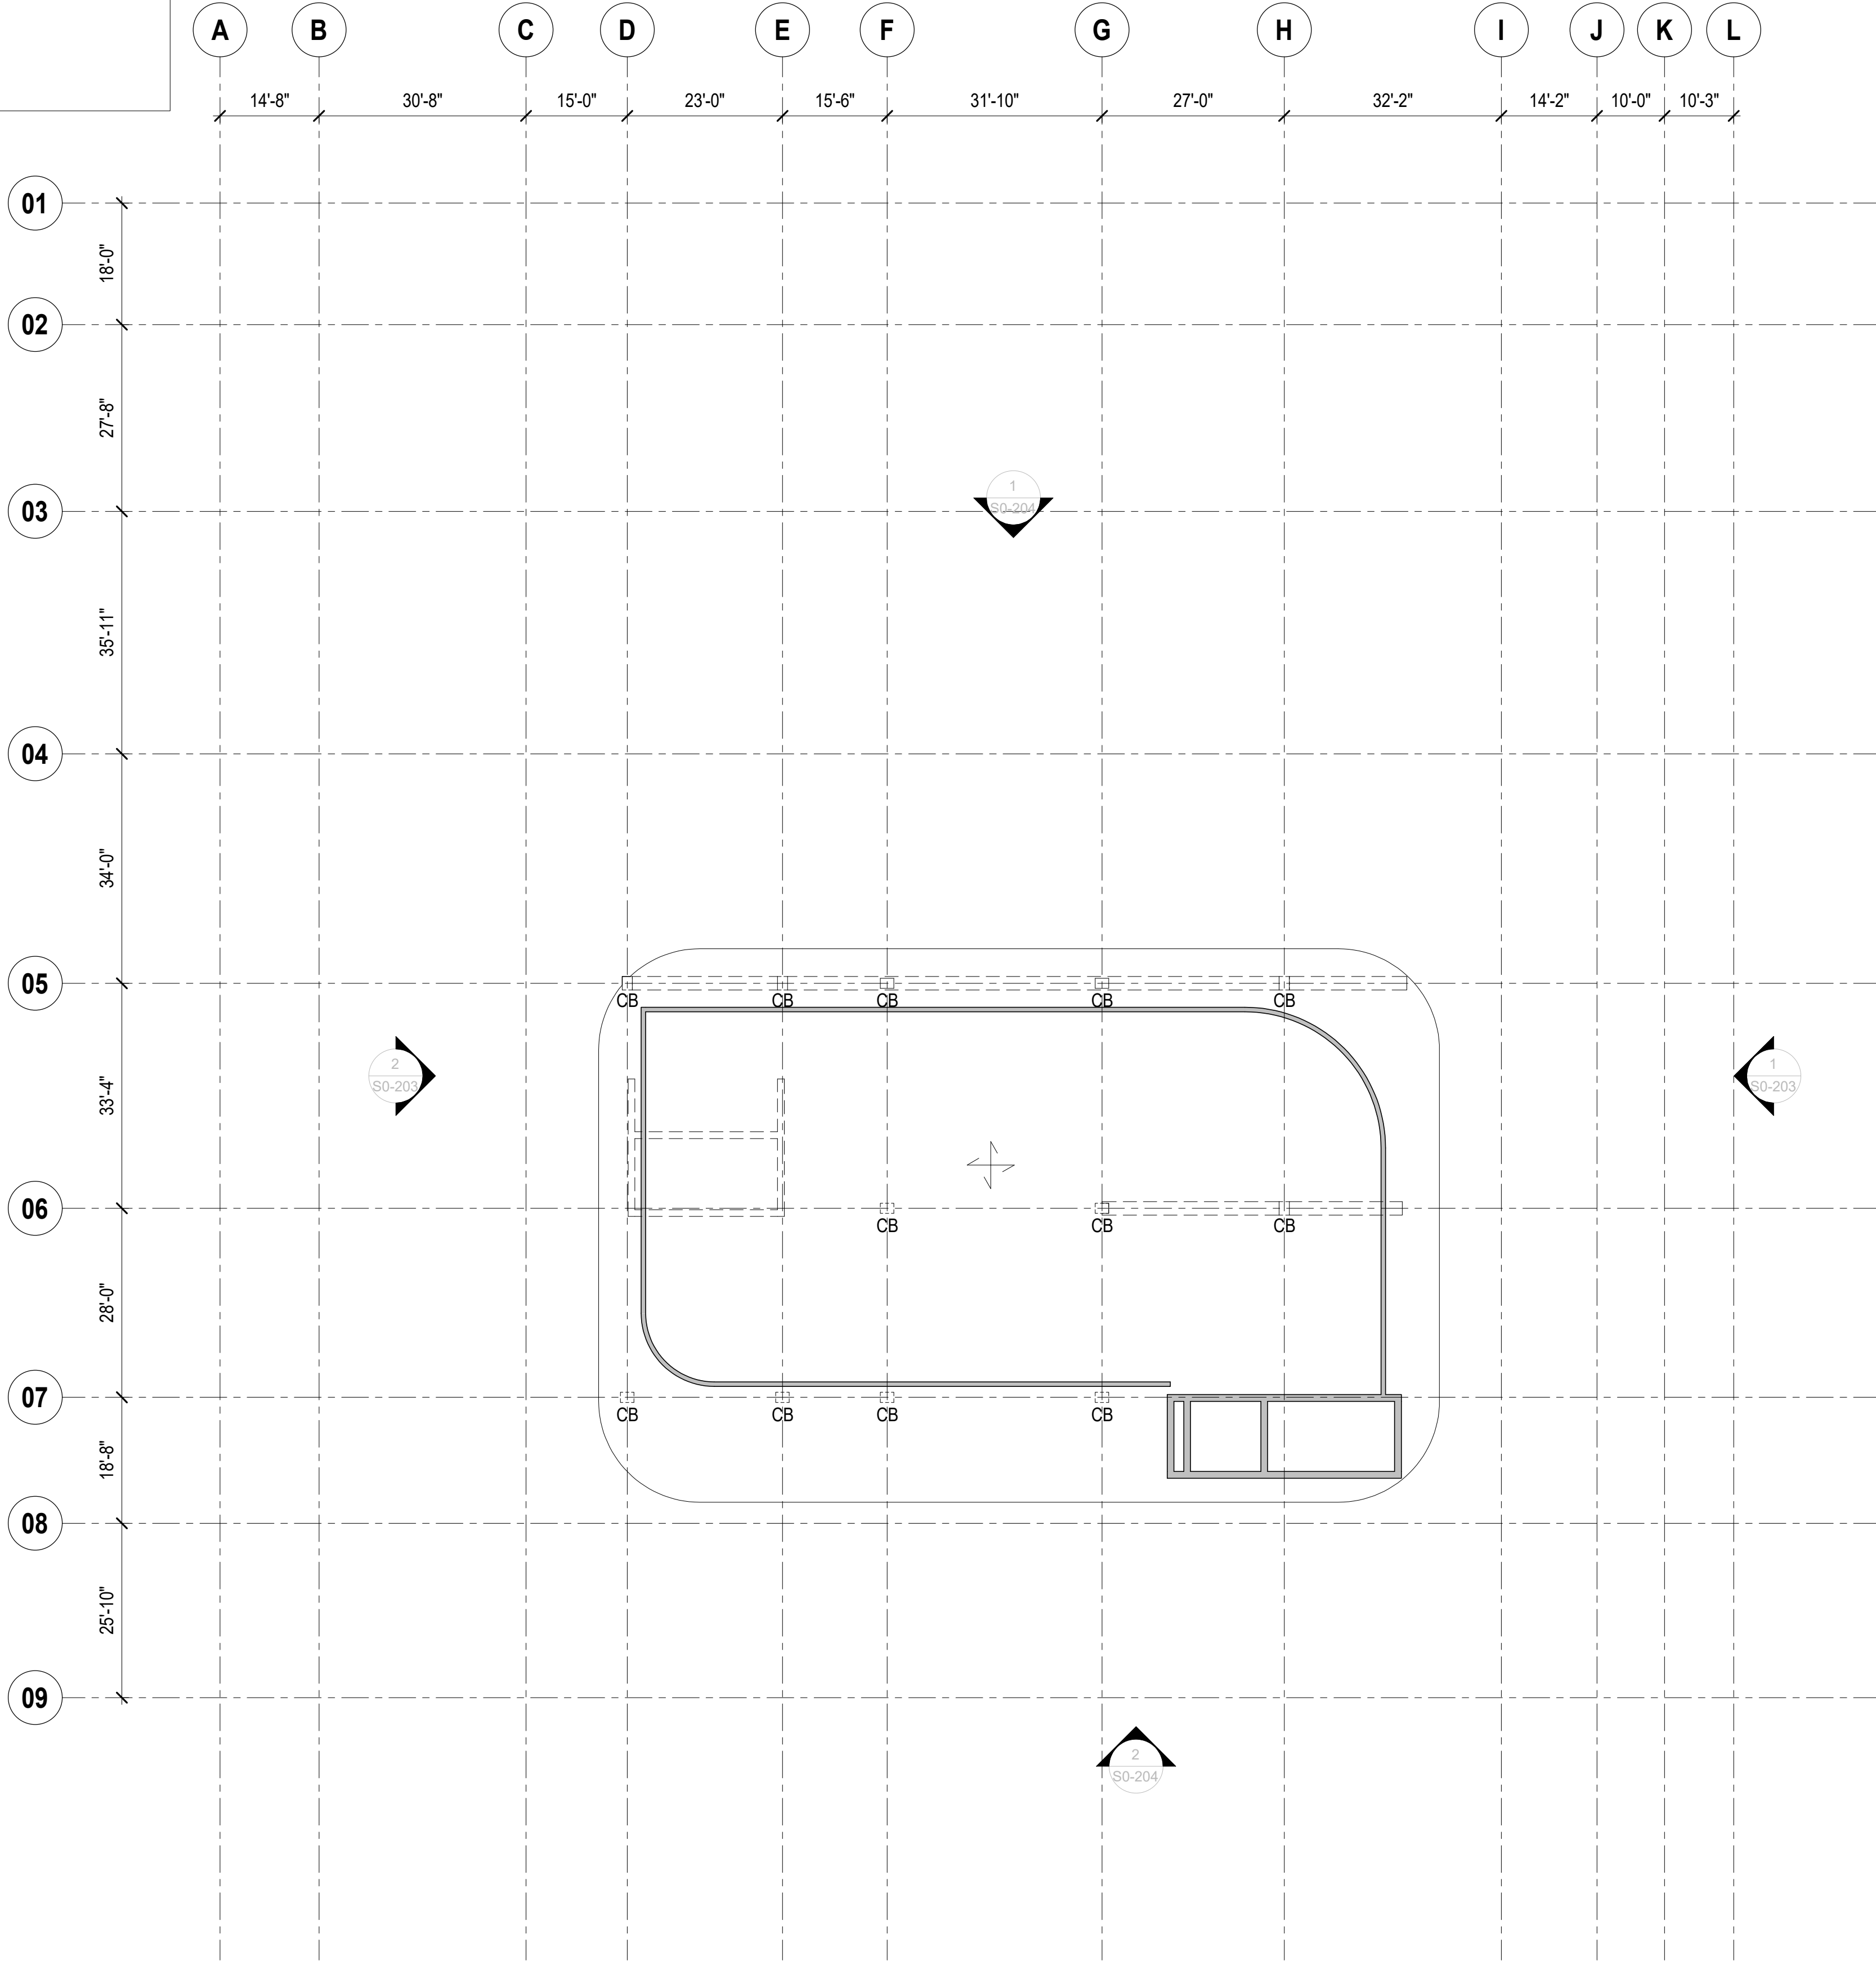 A B C D E F G H I J K L
14'-8" 30'-8" 15'-0" 23'-0" 15'-6" 31'-10" 27'-0" 32'-2" 14'-2" 10'-0" 10'-3"
01
18'-0"
02
27'-8"
03
1
S0-204
35'-11"
04
34'-0"
05
CB CB CB CB CB
33'-4"
2
S0-203
1
S0-203
06
CB CB CB
28'-0"
07
CB CB CB CB
18'-8"
08
25'-10"
09
2
S0-204